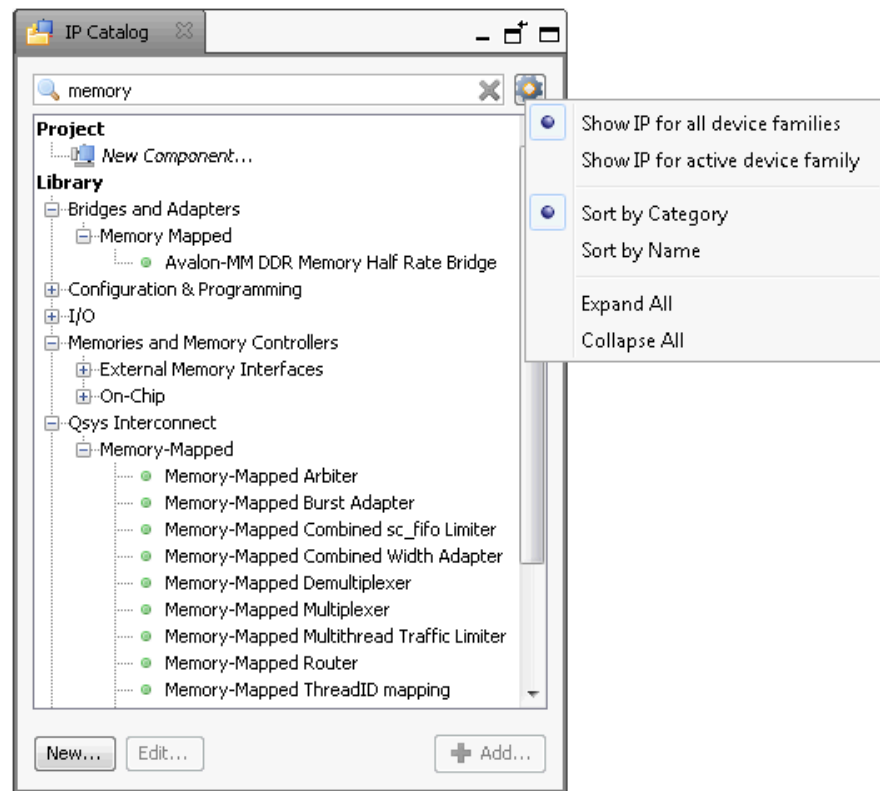 IP Catalog
memory
Project
New Component...
Library
Bridges and Adapters
Memory Mapped
Avalon-MM DDR Memory Half Rate Bridge
Configuration & Programming
I/O
Memories and Memory Controllers
External Memory Interfaces
On-Chip
Qsys Interconnect
Memory-Mapped
Memory-Mapped Arbiter
Memory-Mapped Burst Adapter
Memory-Mapped Combined sc_fifo Limiter
Memory-Mapped Combined Width Adapter
Memory-Mapped Demultiplexer
Memory-Mapped Multiplexer
Memory-Mapped Multithread Traffic Limiter
Memory-Mapped Router
Memory-Mapped ThreadID mapping
New...
Edit...
Add...
Show IP for all device families
Show IP for active device family
Sort by Category
Sort by Name
Expand All
Collapse All